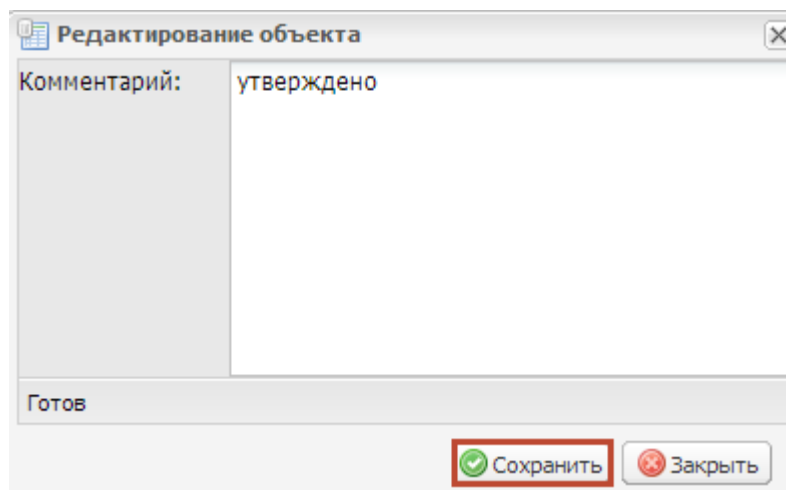 Редактирование объекта
Комментарий: утверждено
Готов
Сохранить Закрыть